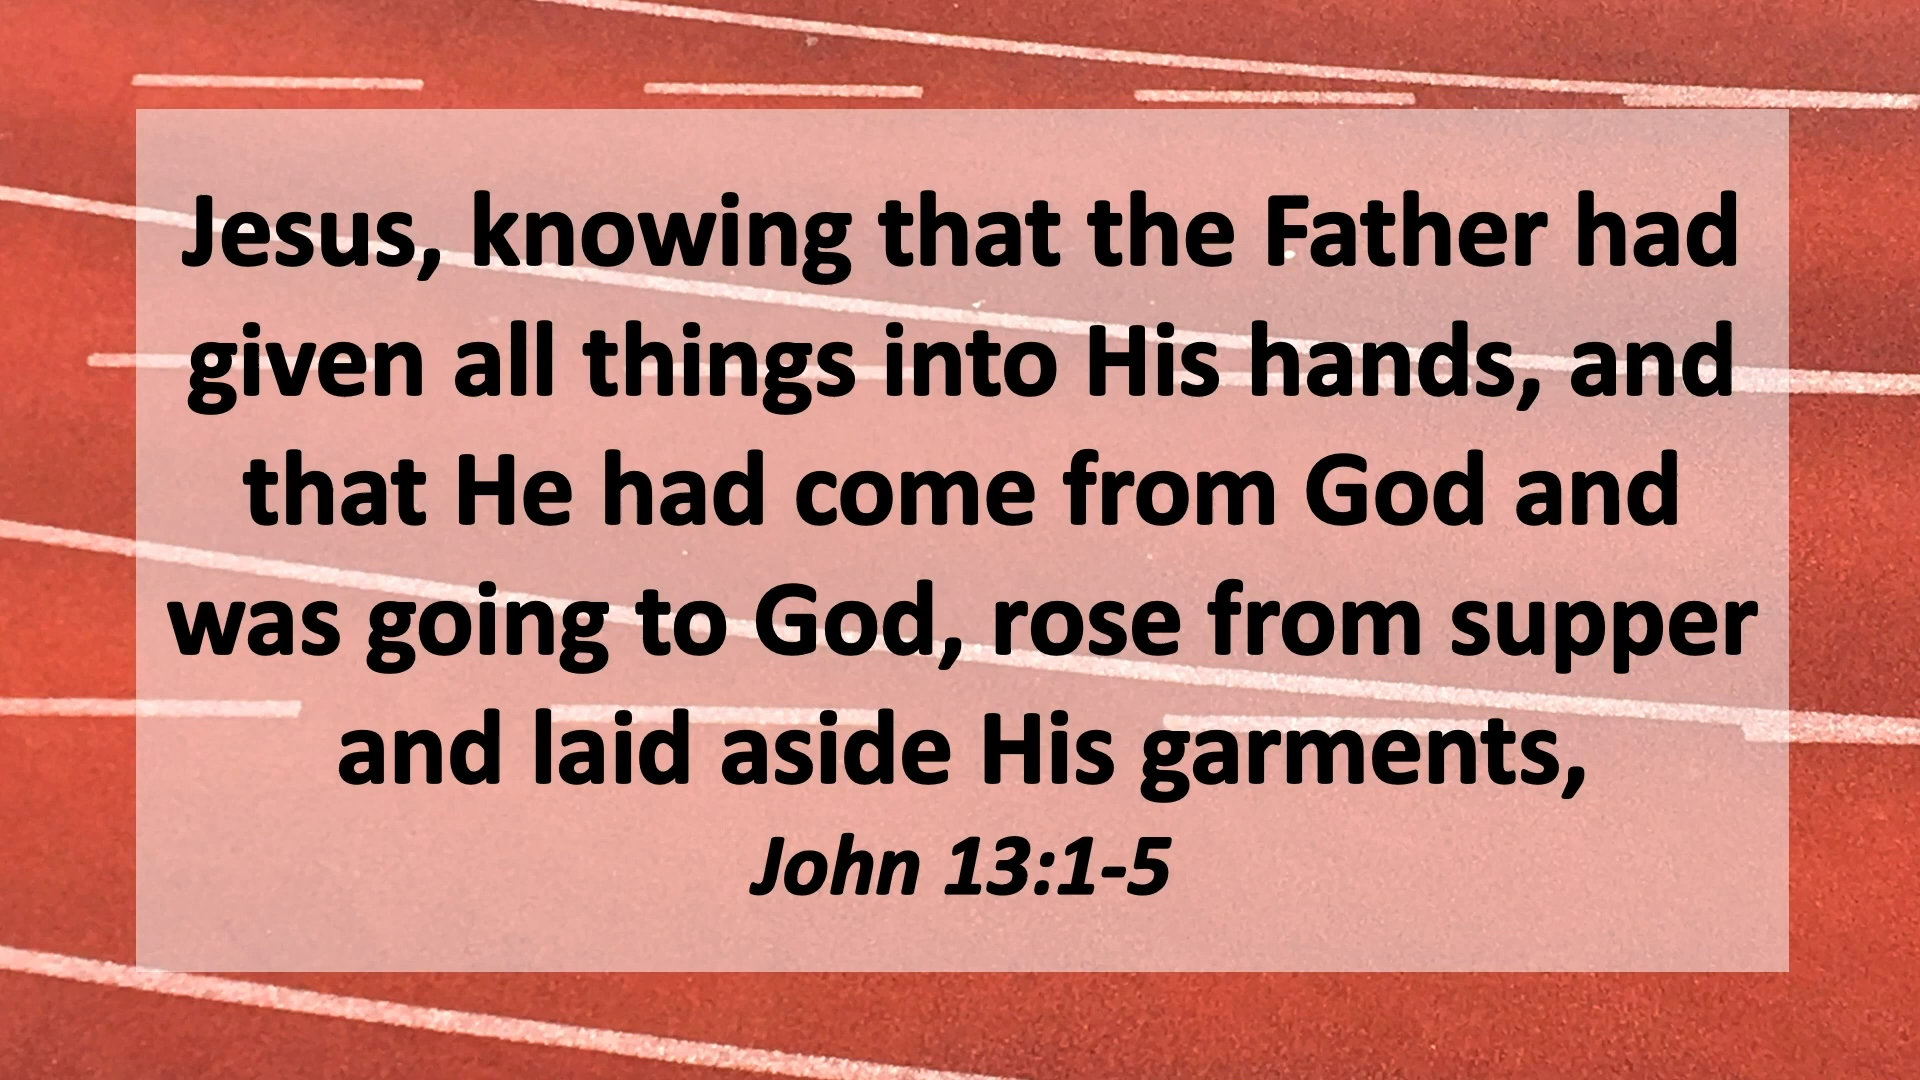 Jesus, knowing that the Father had
given all things into His hands, and
that He had come from God and
was going to God, rose from supper
and laid aside His garments,
John 13:1-5